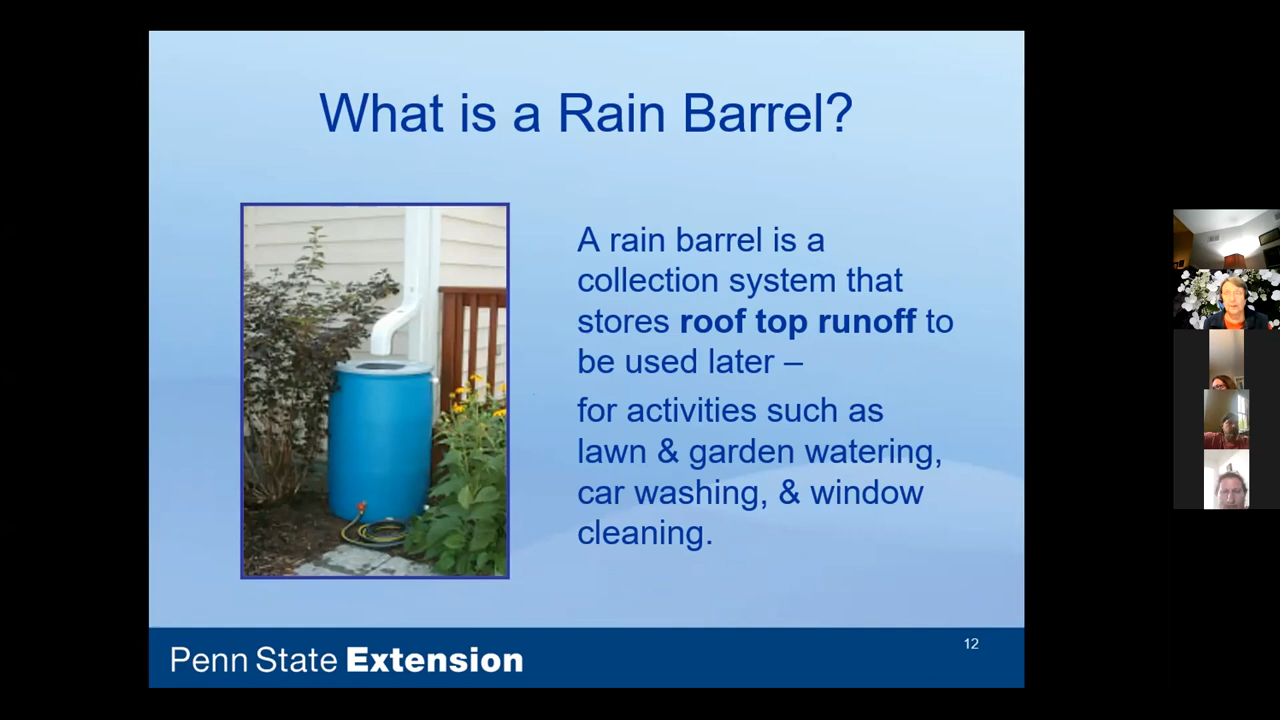 What is a Rain Barrel?
A rain barrel is a
collection system that
stores roof top runoff to
be used later –
for activities such as
lawn & garden watering,
car washing, & window
cleaning.
Penn State Extension
12